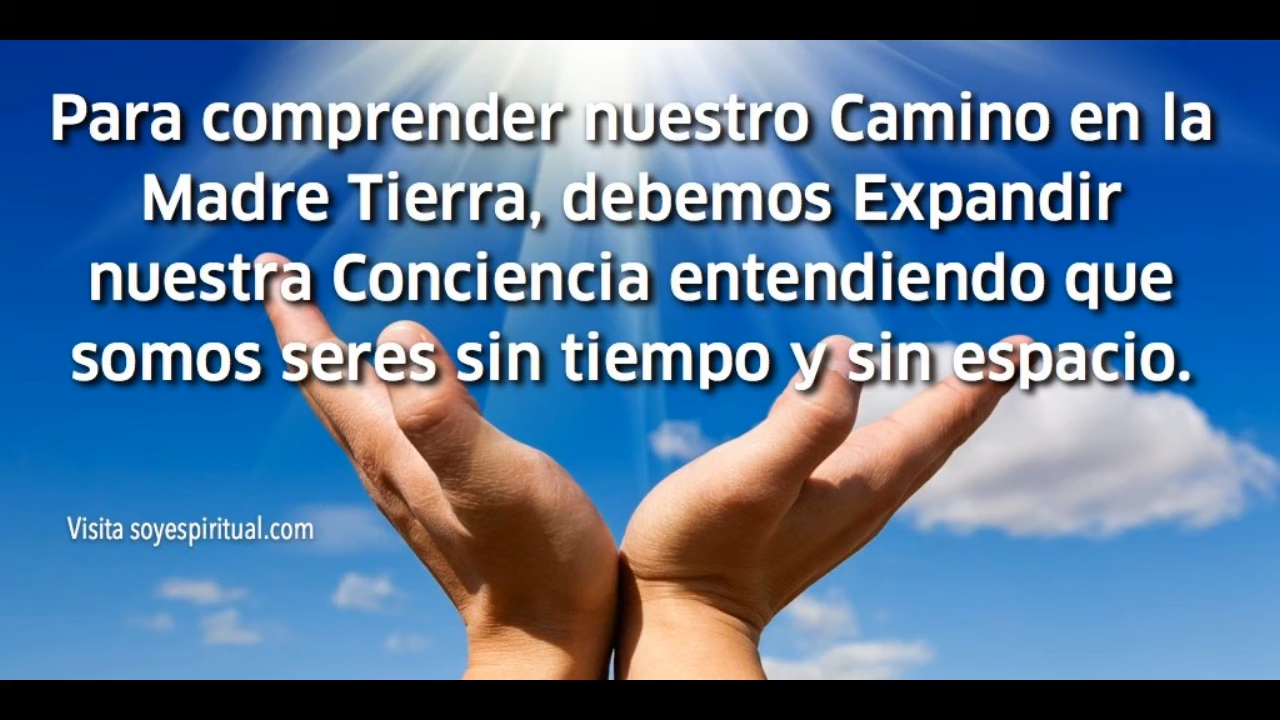 Para comprender nuestro Camino en la
Madre Tierra, debemos Expandir
nuestra Conciencia entendiendo que
somos seres sin tiempo y sin espacio.
Visita soyespiritual.com